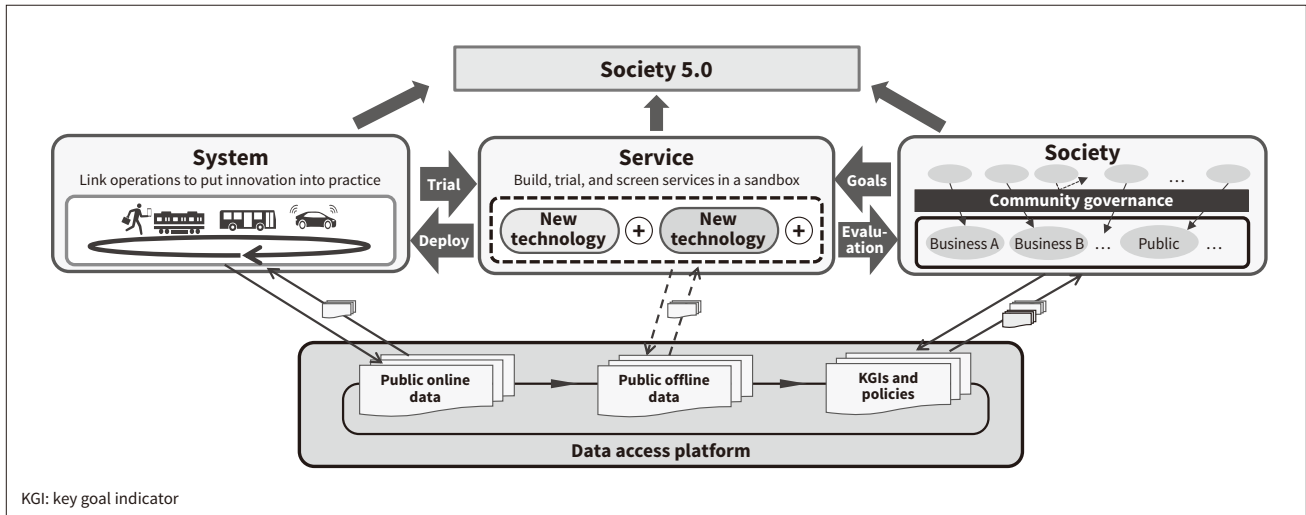 Society 5.0
System
Link operations to put innovation into practice
Trial
Deploy
Service
Build, trial, and screen services in a sandbox
New
technology
+
New
technology
+
Goals
Evalu-
ation
Society
...
Community governance
Business A
Business B
...
Public
...
Public online
data
Public offline
data
KGIs and
policies
Data access platform
KGI: key goal indicator